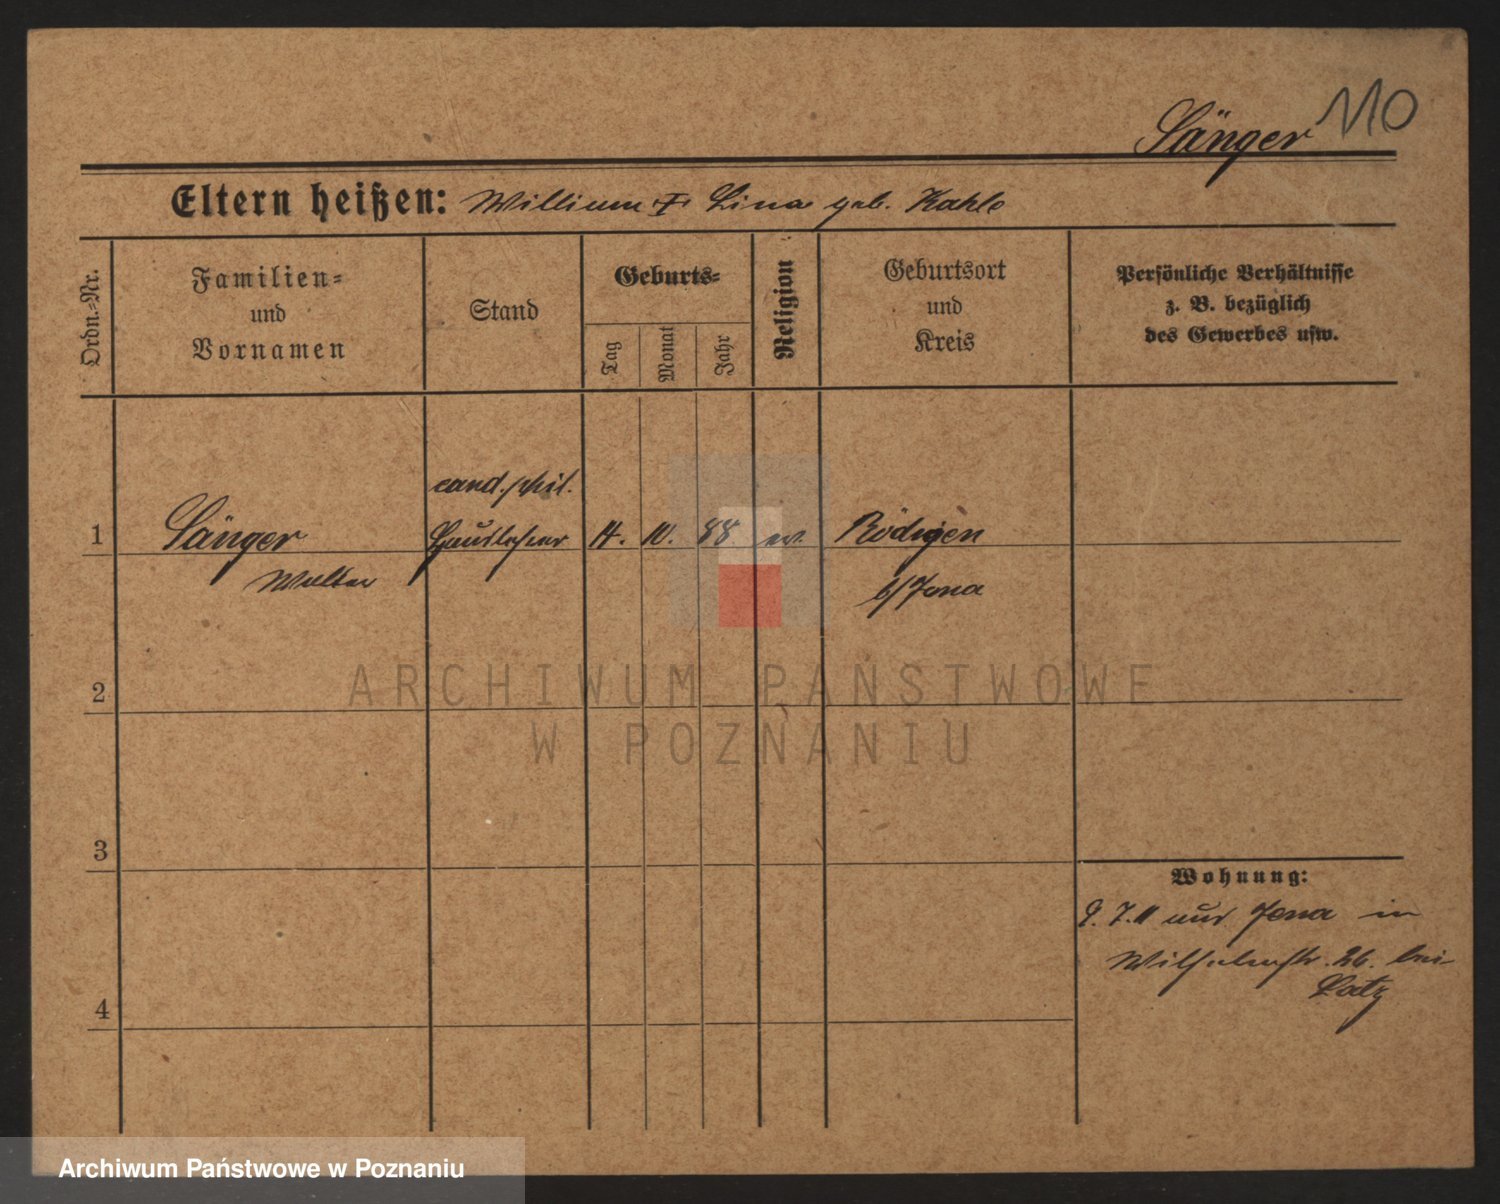 Sänger 110
Eltern heißen: William + Lina geb. Kahle
Ordn.-Nr.
Familien-
und
Vornamen
Stand
Geburts-
Tag
Monat
Jahr
Religion
Geburtsort
und
Kreis
Persönliche Verhältnisse
z. B. bezüglich
des Gewerbes usw.
cand. phil.
1 Sänger Hauslehrer 10. 88 ev. Rödigen
Walter b/Jena
2
ARCHIWUM PAŃSTWOWE
W POZNANIU
3
Wohnung:
9. 7. 11 aus Jena in
Wilhelmstr. 26. bei
Latz
4
Archiwum Państwowe w Poznaniu